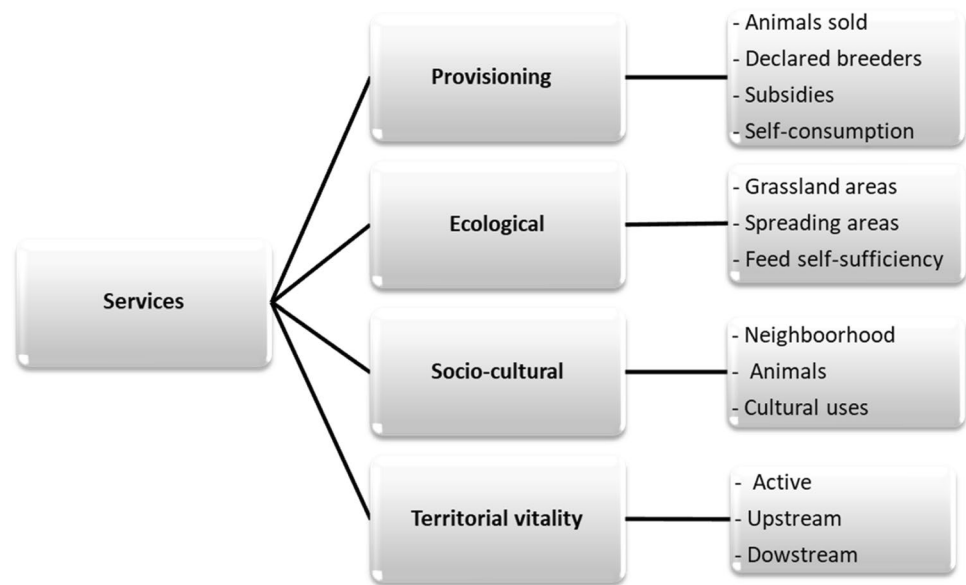 Services
Provisioning
- Animals sold
- Declared breeders
- Subsidies
- Self-consumption
Ecological
- Grassland areas
- Spreading areas
- Feed self-sufficiency
Socio-cultural
- Neighboorhood
- Animals
- Cultural uses
Territorial vitality
- Active
- Upstream
- Dowstream